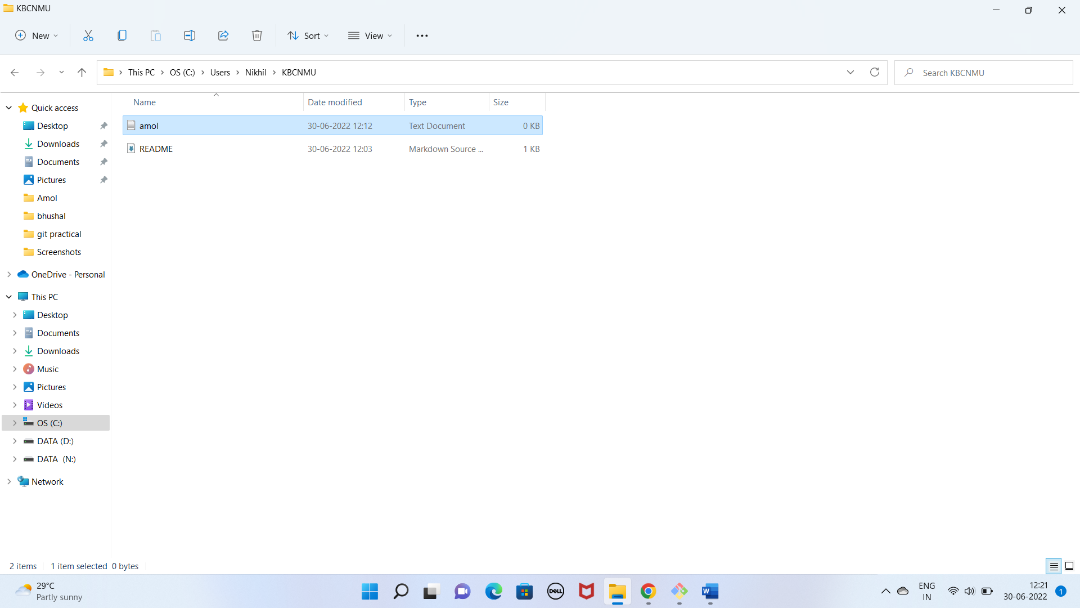 KBCNMU
New
Sort
View
This PC > OS (C:) > Users > Nikhil > KBCNMU
Search KBCNMU
Name Date modified Type Size
amol 30-06-2022 12:12 Text Document 0 KB
README 30-06-2022 12:03 Markdown Source ... 1 KB
Quick access
Desktop
Downloads
Documents
Pictures
Amol
bhushal
git practical
Screenshots
OneDrive - Personal
This PC
Desktop
Documents
Downloads
Music
Pictures
Videos
OS (C:)
DATA (D:)
DATA (N:)
Network
2 items 1 item selected 0 bytes
29°C
Partly sunny
DELL
W
ENG
IN
12:21
30-06-2022
1